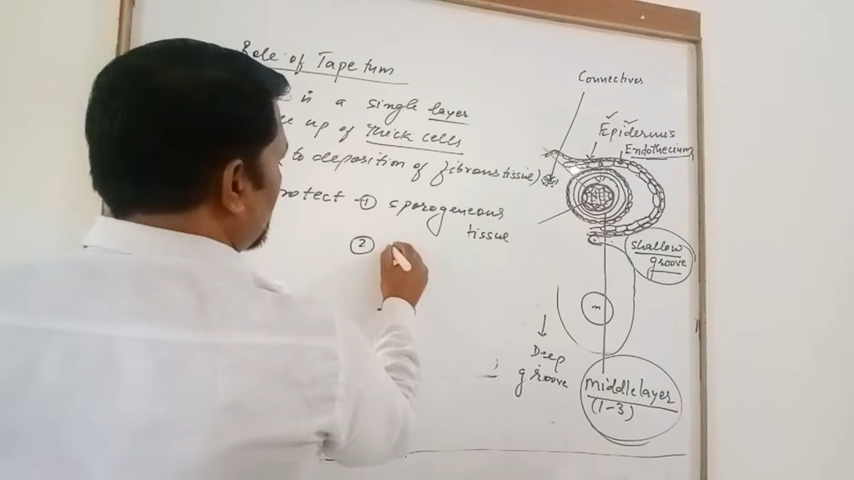 Role of Tapetum
is a single layer
up of thick cells
to deposition of fibrous tissue)
protect - ① sporogeneous
tissue
②
Connectives
Epidermis
Endothecium
shallow
groove
Deep
groove
middle layer
(1-3)